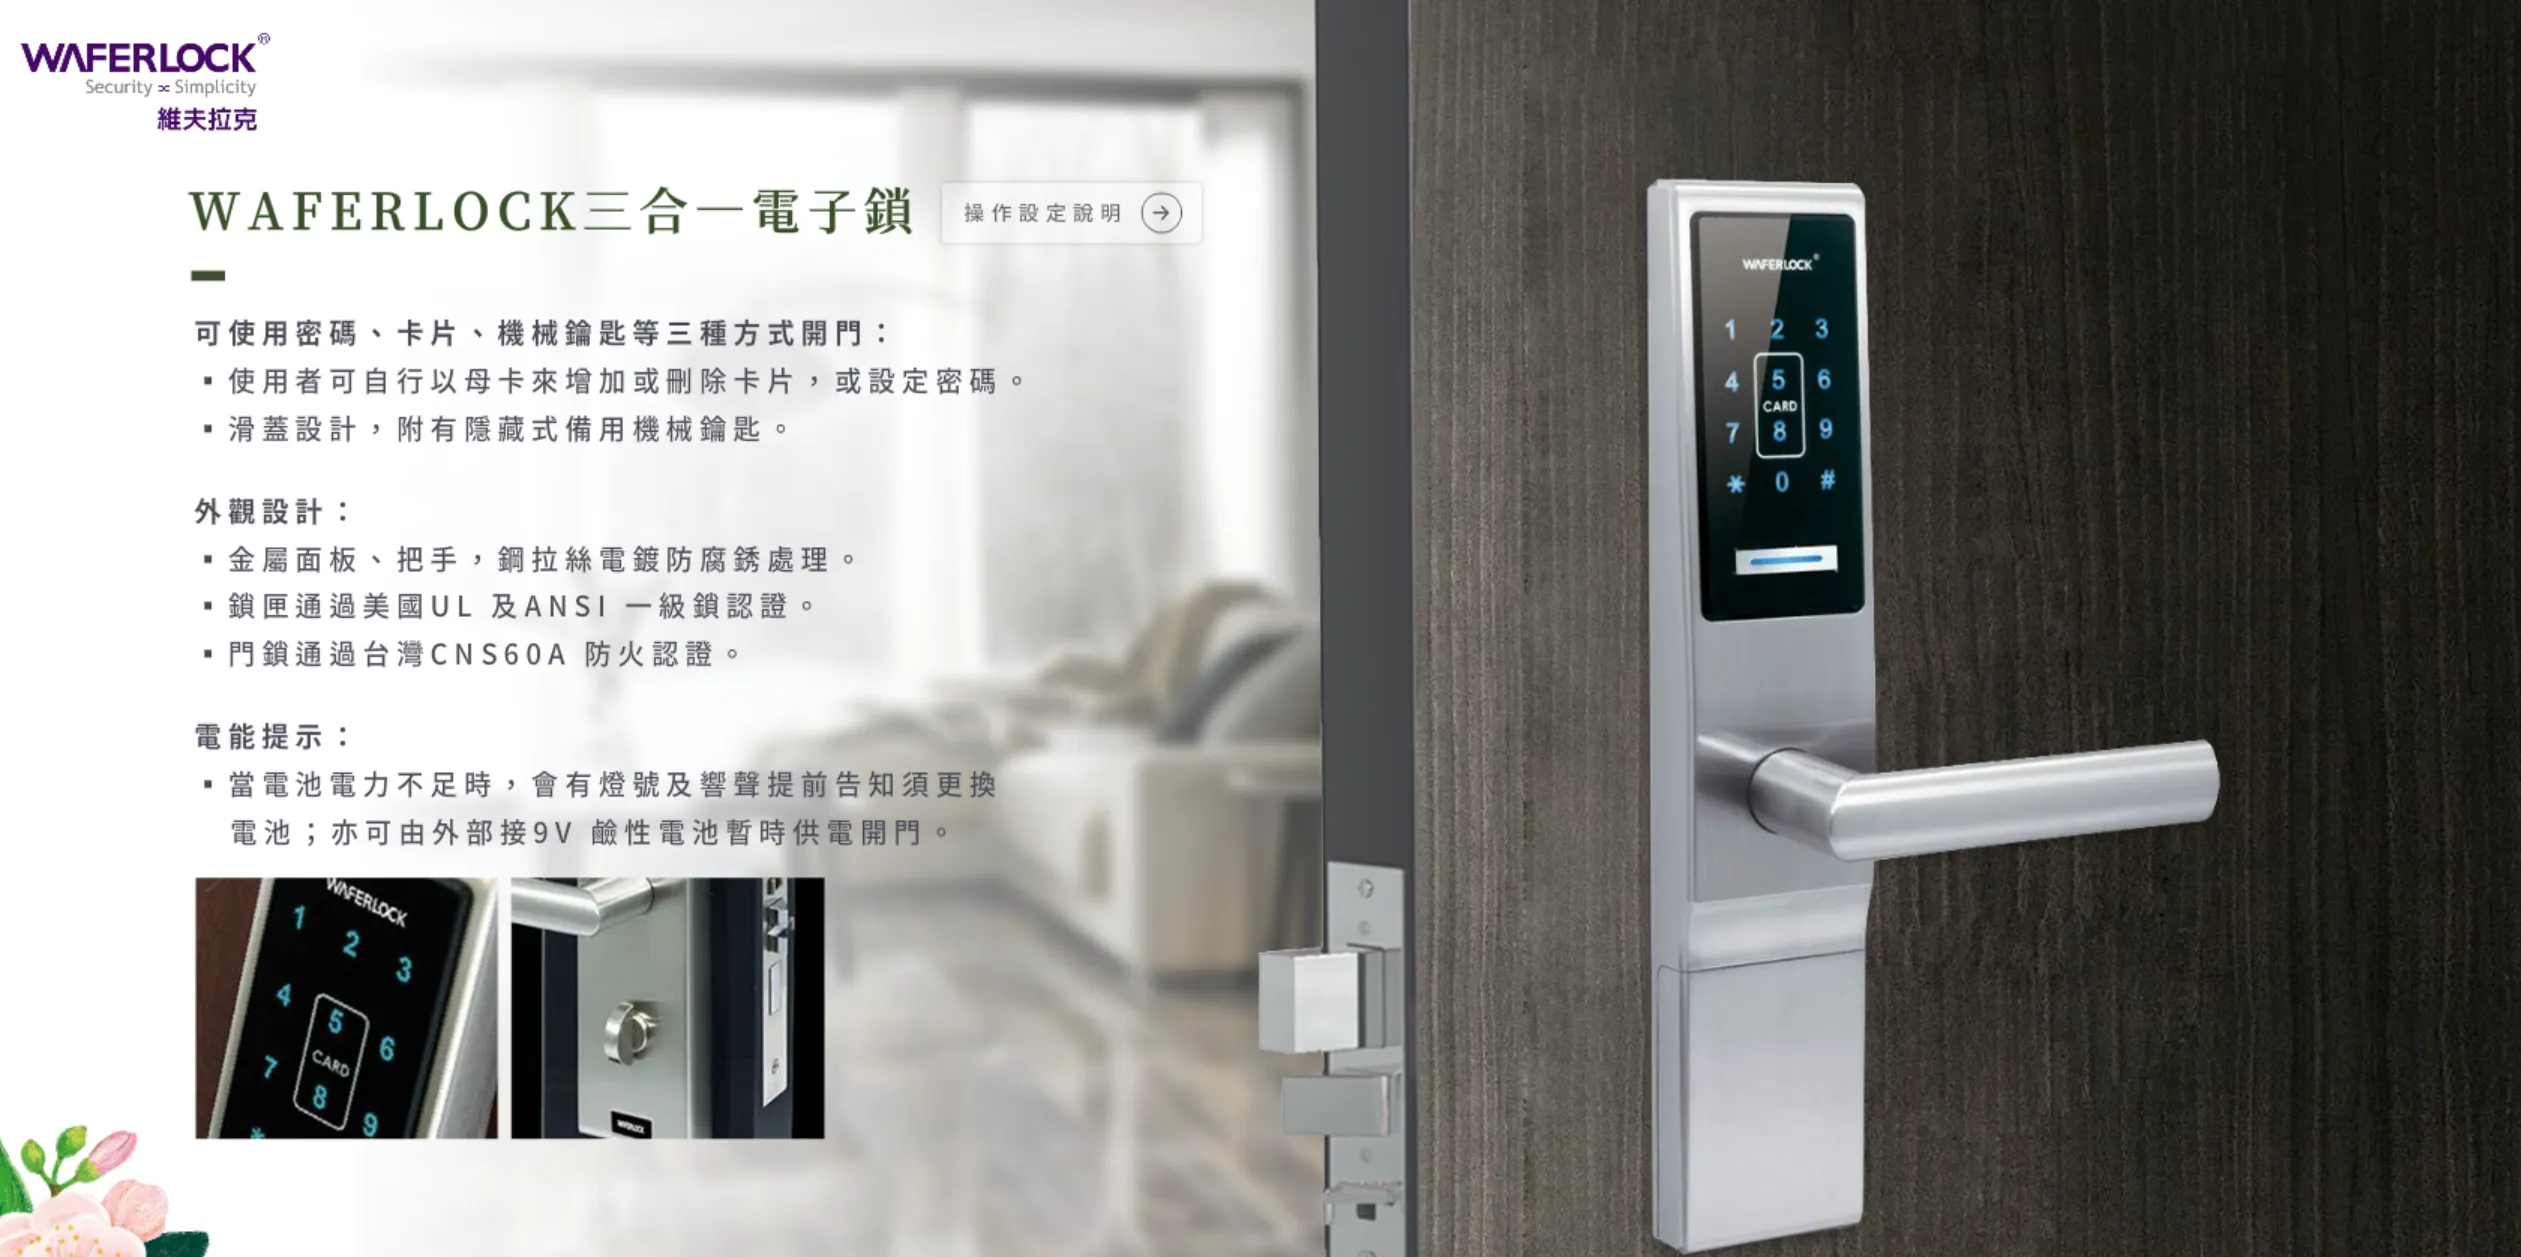 WAFERLOCK®
Security ∝ Simplicity
維夫拉克
WAFERLOCK三合一電子鎖
操作設定說明
可使用密碼、卡片、機械鑰匙等三種方式開門：
▪ 使用者可自行以母卡來增加或刪除卡片，或設定密碼。
▪ 滑蓋設計，附有隱藏式備用機械鑰匙。
外觀設計：
▪ 金屬面板、把手，鋼拉絲電鍍防腐銹處理。
▪ 鎖匣通過美國UL 及ANSI 一級鎖認證。
▪ 門鎖通過台灣CNS60A 防火認證。
電能提示：
▪ 當電池電力不足時，會有燈號及響聲提前告知須更換
電池；亦可由外部接9V 鹼性電池暫時供電開門。
WAFERLOCK
1 2 3
4 5 6
CARD
7 8 9
*
WAFERLOCK
WAFERLOCK®
1 2 3
4 5 6
CARD
7 8 9
* 0 #